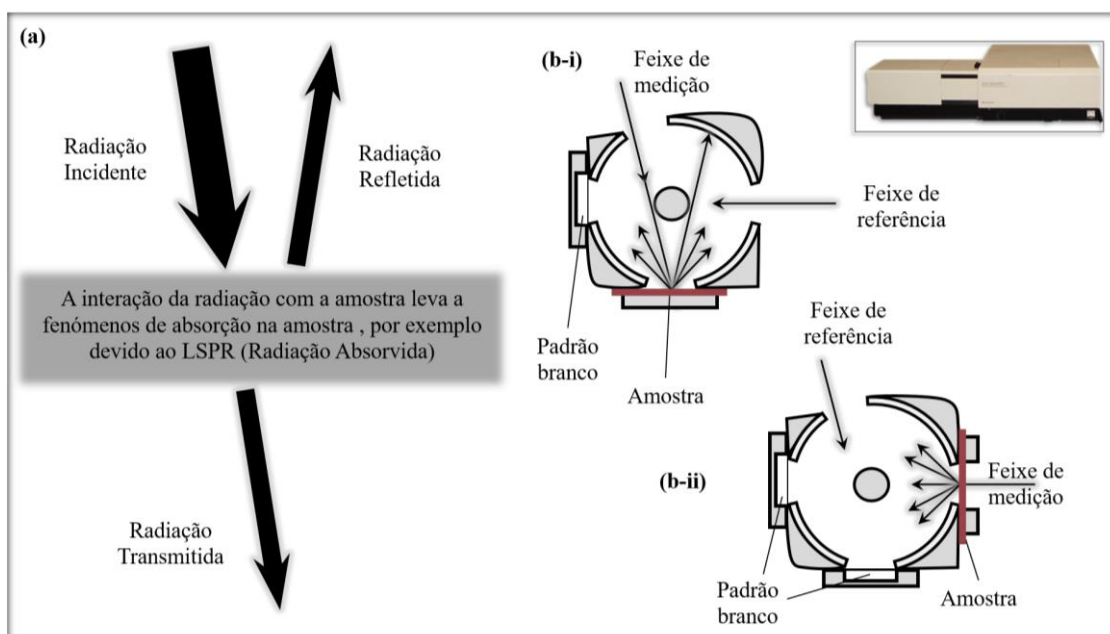 (a)
Radiação
Incidente
Radiação
Refletida
A interação da radiação com a amostra leva a
fenómenos de absorção na amostra , por exemplo
devido ao LSPR (Radiação Absorvida)
Radiação
Transmitida
(b-i)
Feixe de
medição
Feixe de
referência
Padrão
branco
Amostra
Feixe de
referência
(b-ii)
Feixe de
medição
Padrão
branco
Amostra